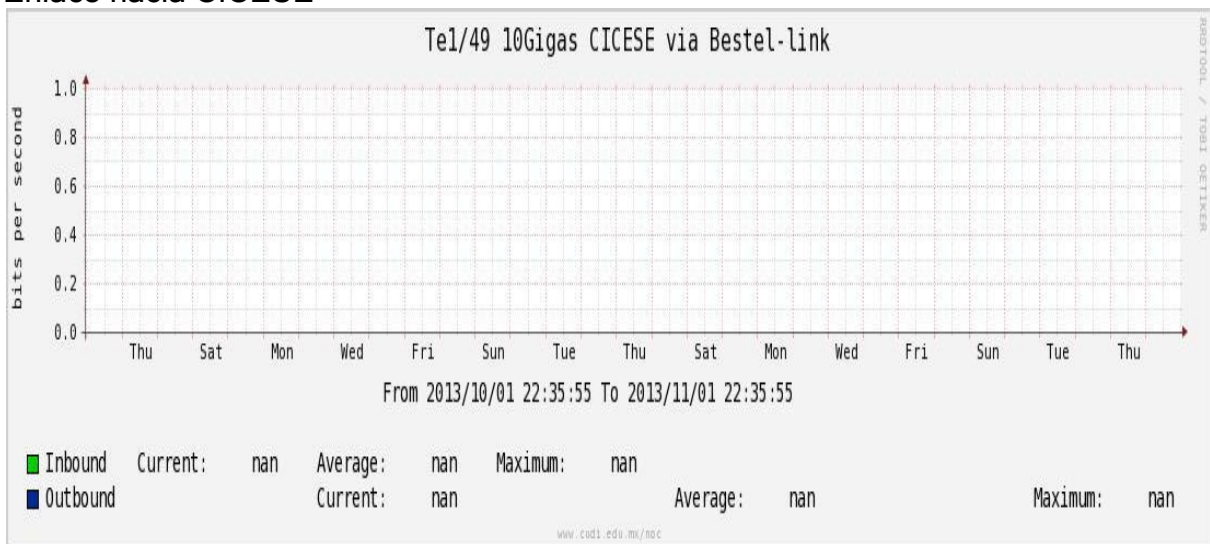 Enlaces hacia CICESE
Te1/49 10Gigas CICESE via Bestel-link
RRDTOOL / TOBI OETIKER
bits per second
1.0
0.8
0.6
0.4
0.2
0.0
Thu Sat Mon Wed Fri Sun Tue Thu Sat Mon Wed Fri Sun Tue Thu
From 2013/10/01 22:35:55 To 2013/11/01 22:35:55
Inbound Current: nan Average: nan Maximum: nan
Outbound Current: nan Average: nan Maximum: nan
www.cudi.edu.mx/noc